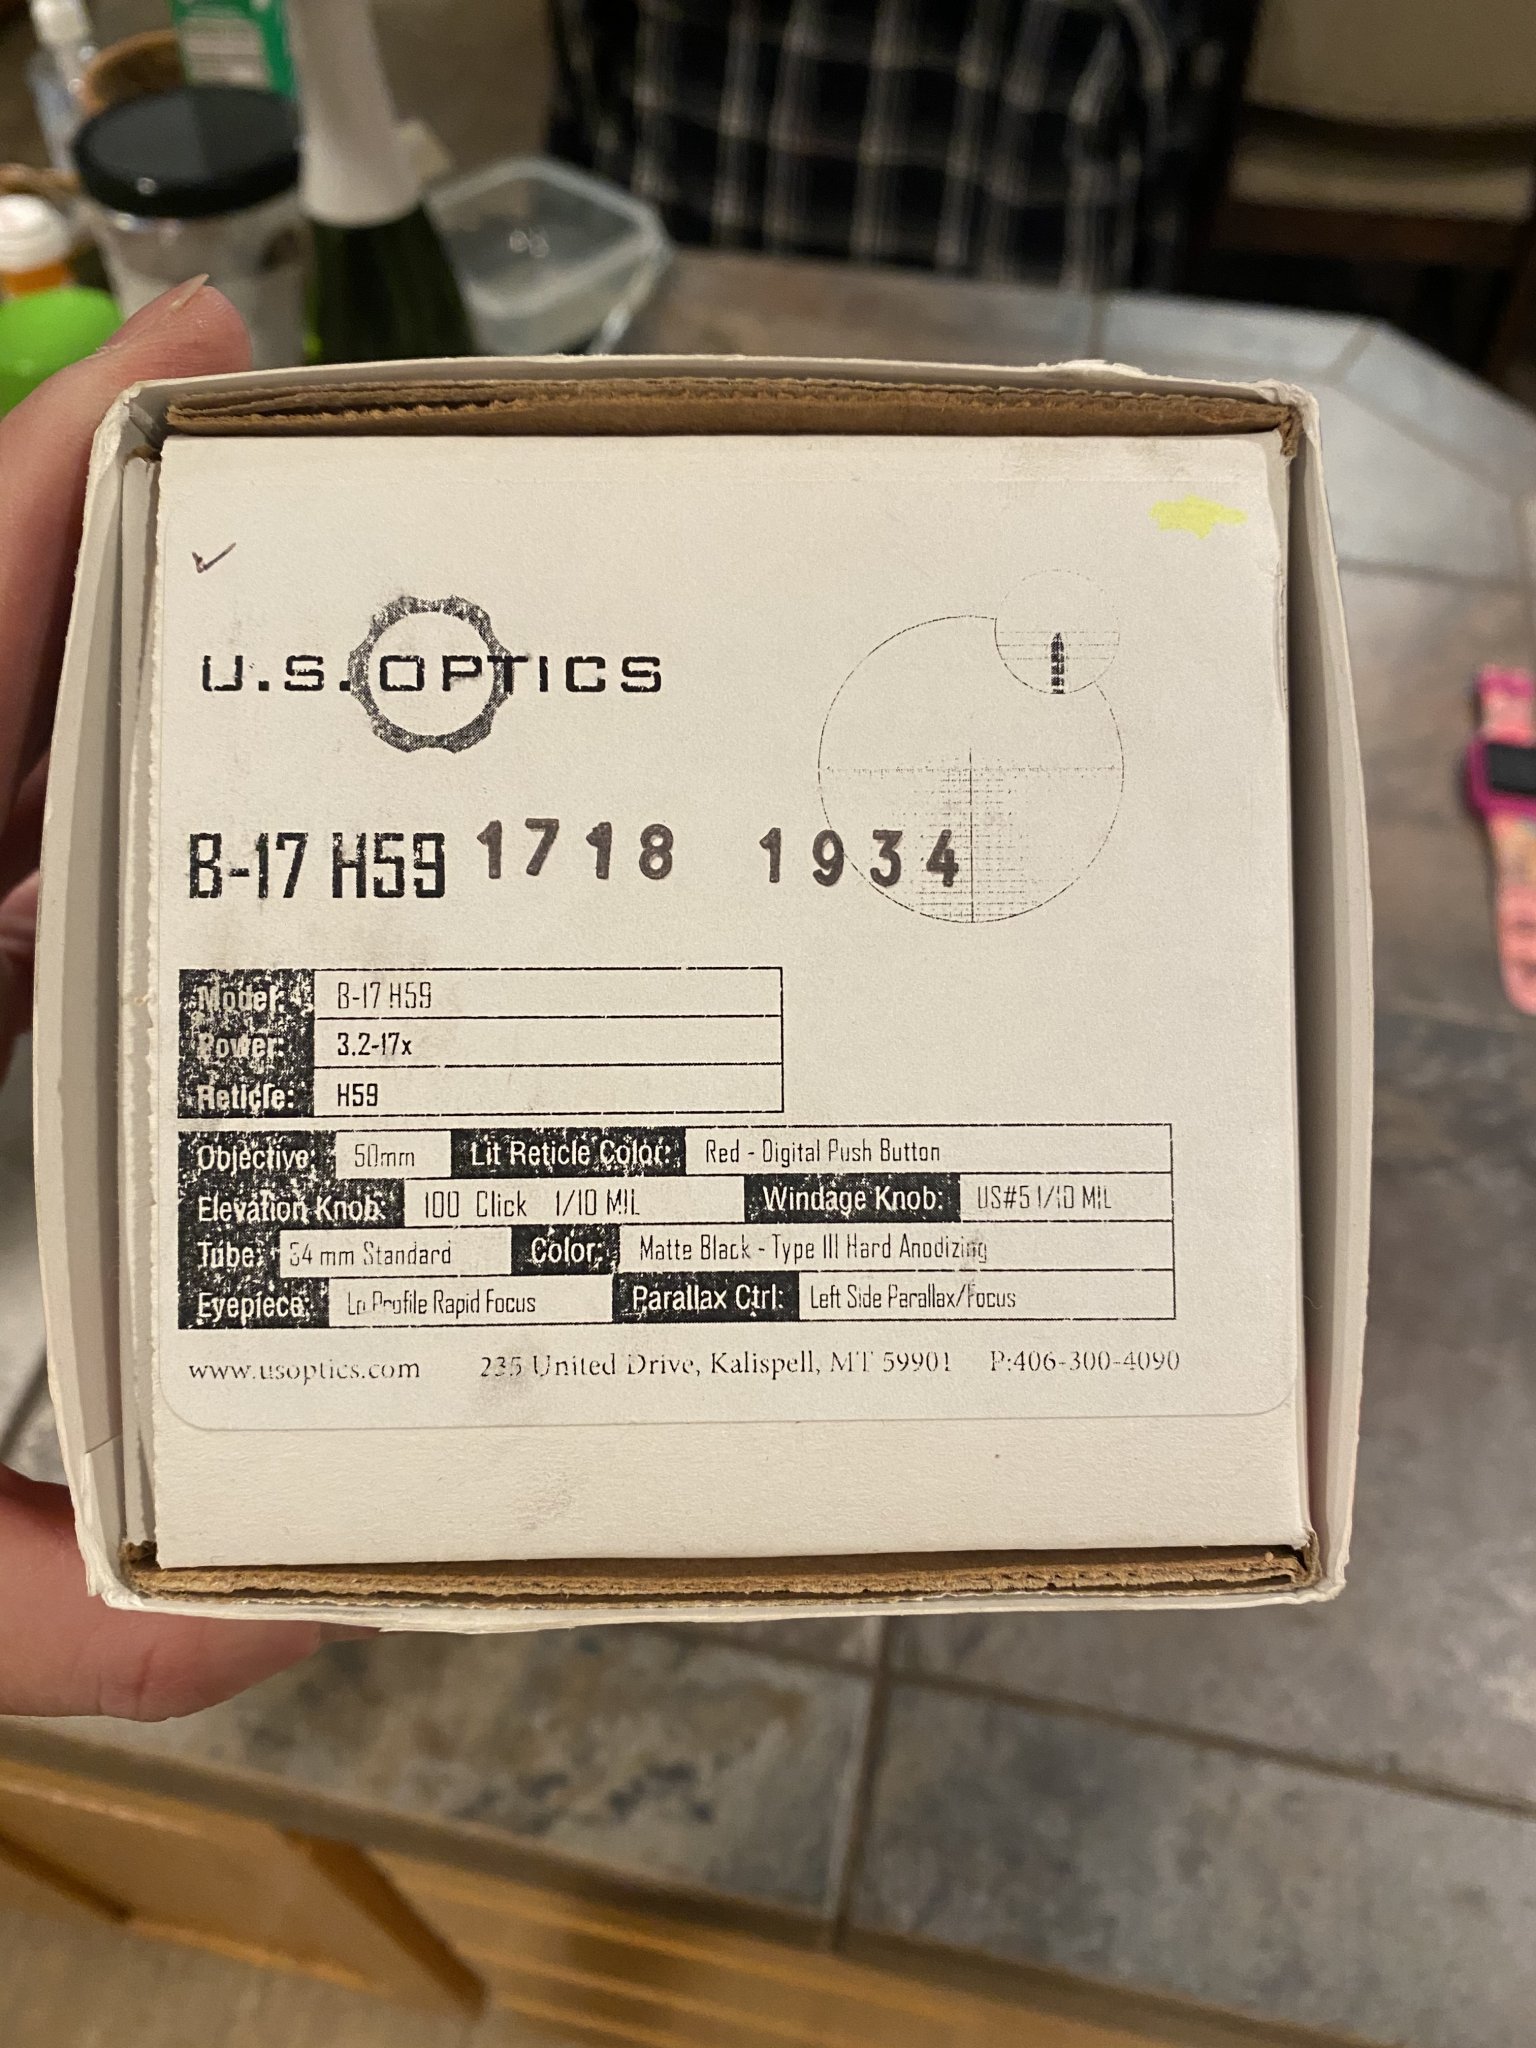 U.S. OPTICS
B-17 H59 1718 1934
Model: B-17 H59
Power: 3.2-17x
Reticle: H59
Objective: 50mm Lit Reticle Color: Red - Digital Push Button
Elevation Knob: 100 Click 1/10 MIL Windage Knob: US#5 1/10 MIL
Tube: 34 mm Standard Color: Matte Black - Type III Hard Anodizing
Eyepiece: Lo Profile Rapid Focus Parallax Ctrl: Left Side Parallax/Focus
www.usoptics.com 235 United Drive, Kalispell, MT 59901 P:406-300-4090